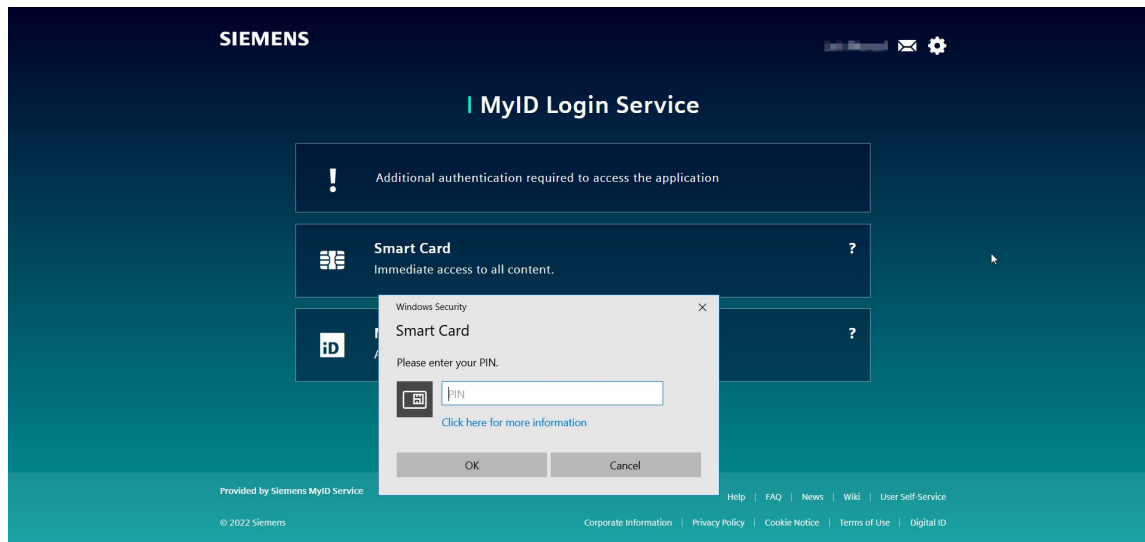 SIEMENS
MyID Login Service
!
Additional authentication required to access the application
Smart Card
?
Immediate access to all content.
Windows Security
Smart Card
?
iD
Please enter your PIN.
PIN
Click here for more information
OK
Cancel
Provided by Siemens MyID Service
Help | FAQ | News | Wiki | User Self-Service
© 2022 Siemens
Corporate Information | Privacy Policy | Cookie Notice | Terms of Use | Digital ID